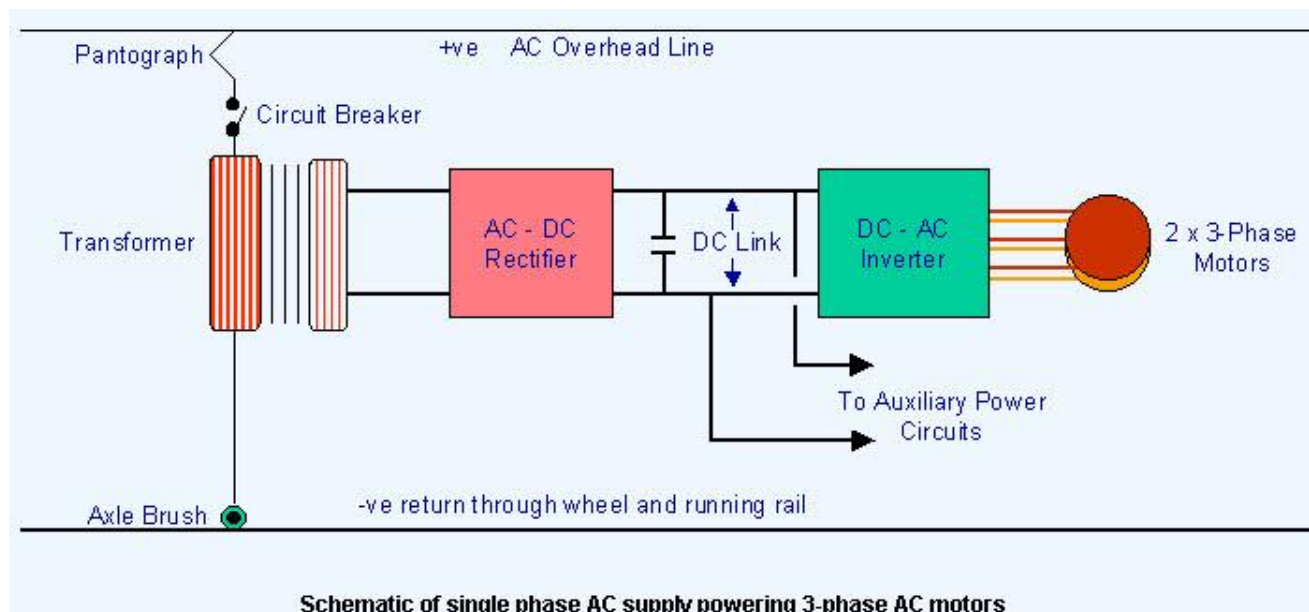 +ve AC Overhead Line
Pantograph
Circuit Breaker
Transformer
AC - DC
Rectifier
DC Link
DC - AC
Inverter
2 x 3-Phase
Motors
To Auxiliary Power
Circuits
-ve return through wheel and running rail
Axle Brush
Schematic of single phase AC supply powering 3-phase AC motors